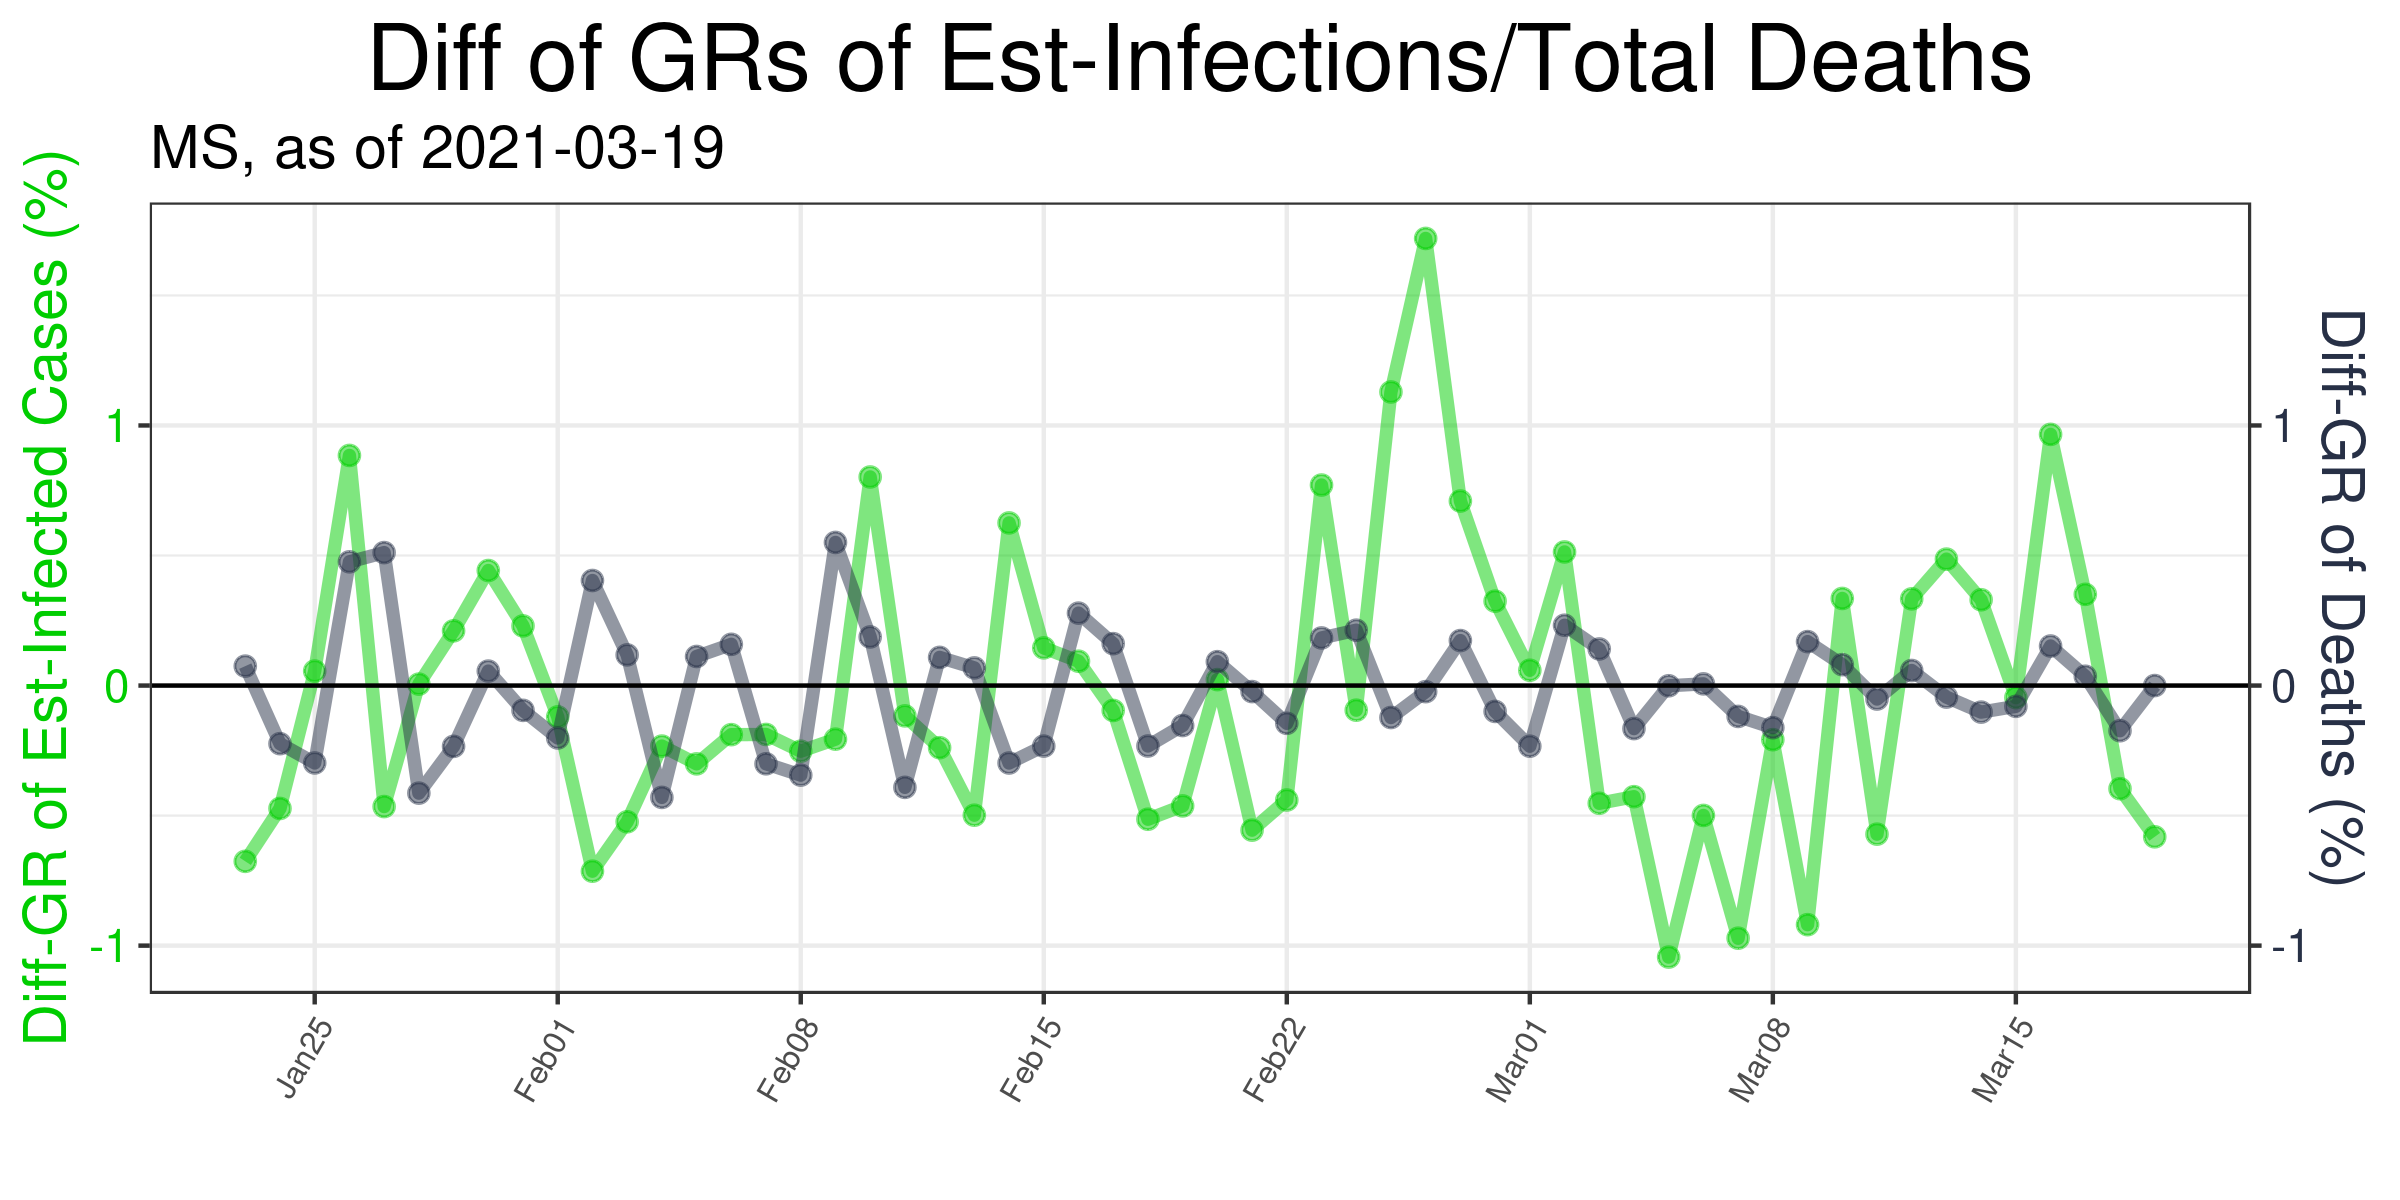 Diff of GRs of Est-Infections/Total Deaths
MS, as of 2021-03-19
Diff-GR of Est-Infected Cases (%)
1
0
-1
1
0
-1
Diff-GR of Deaths (%)
Jan25
Feb01
Feb08
Feb15
Feb22
Mar01
Mar08
Mar15